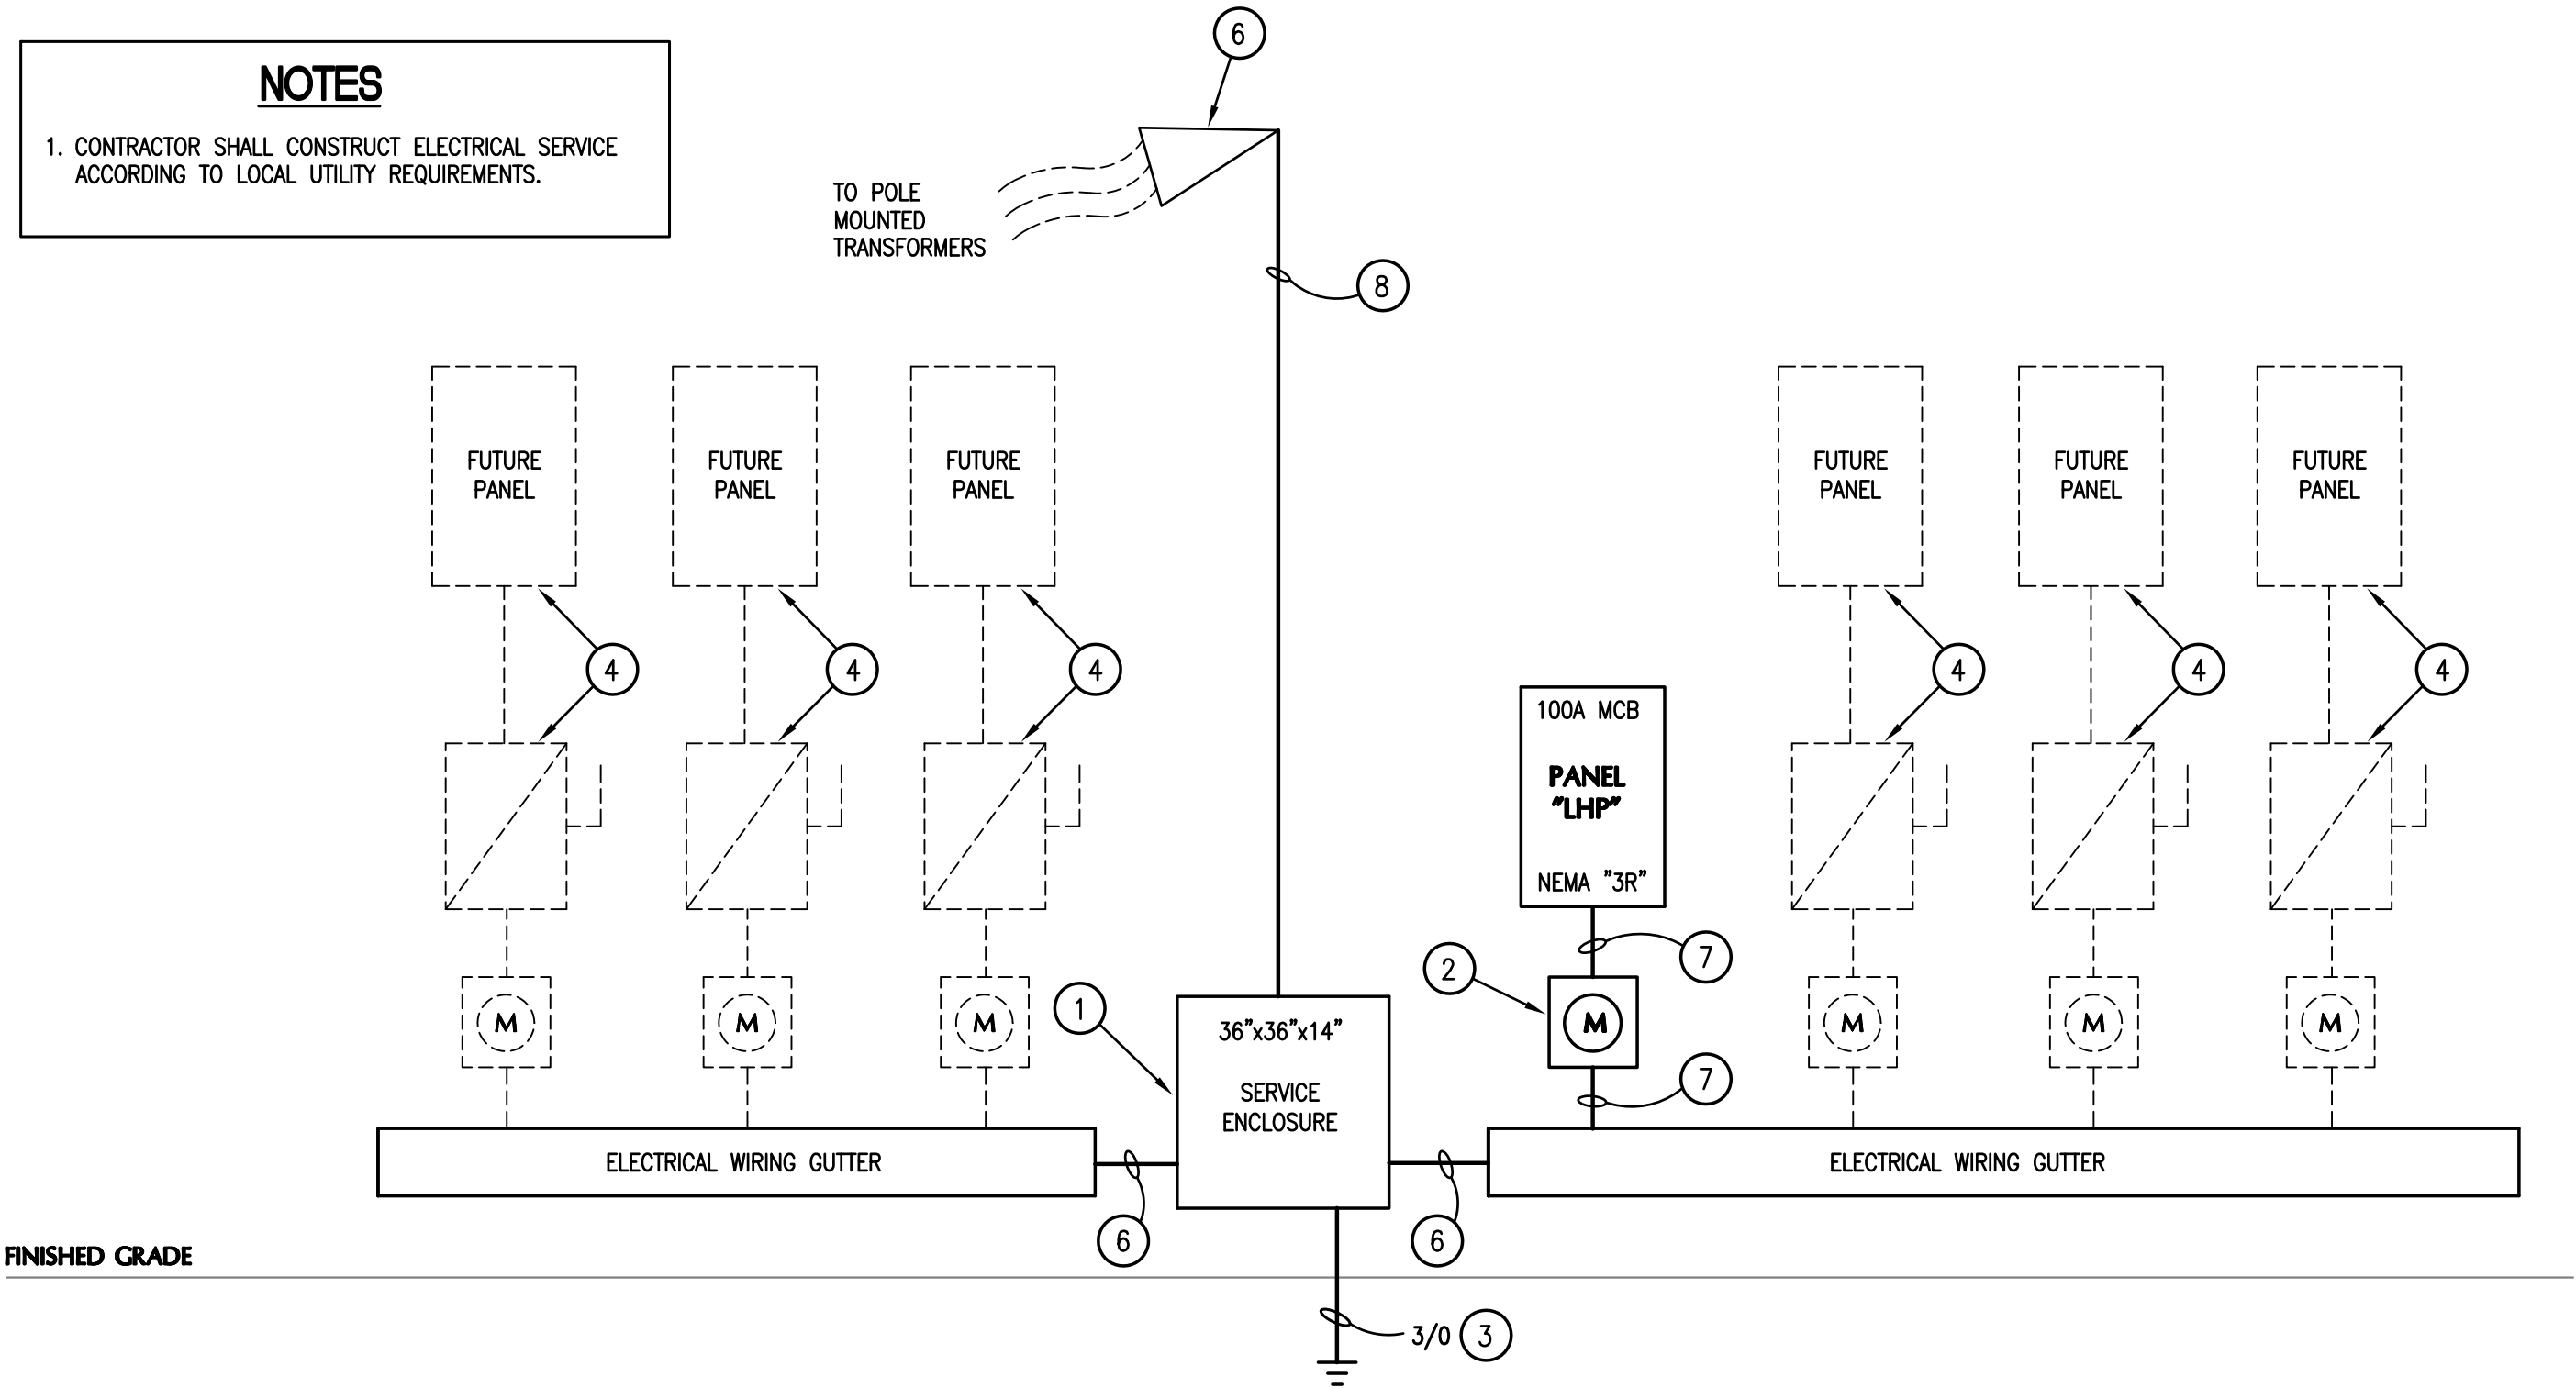 NOTES
1. CONTRACTOR SHALL CONSTRUCT ELECTRICAL SERVICE
ACCORDING TO LOCAL UTILITY REQUIREMENTS.
6
TO POLE
MOUNTED
TRANSFORMERS
8
FUTURE
PANEL
FUTURE
PANEL
FUTURE
PANEL
FUTURE
PANEL
FUTURE
PANEL
FUTURE
PANEL
4
4
4
4
4
4
100A MCB
PANEL
"LHP"
NEMA "3R"
7
2
1
M
M
M
M
M
M
M
36"x36"x14"
SERVICE
ENCLOSURE
7
ELECTRICAL WIRING GUTTER
ELECTRICAL WIRING GUTTER
6
6
FINISHED GRADE
3/0 3